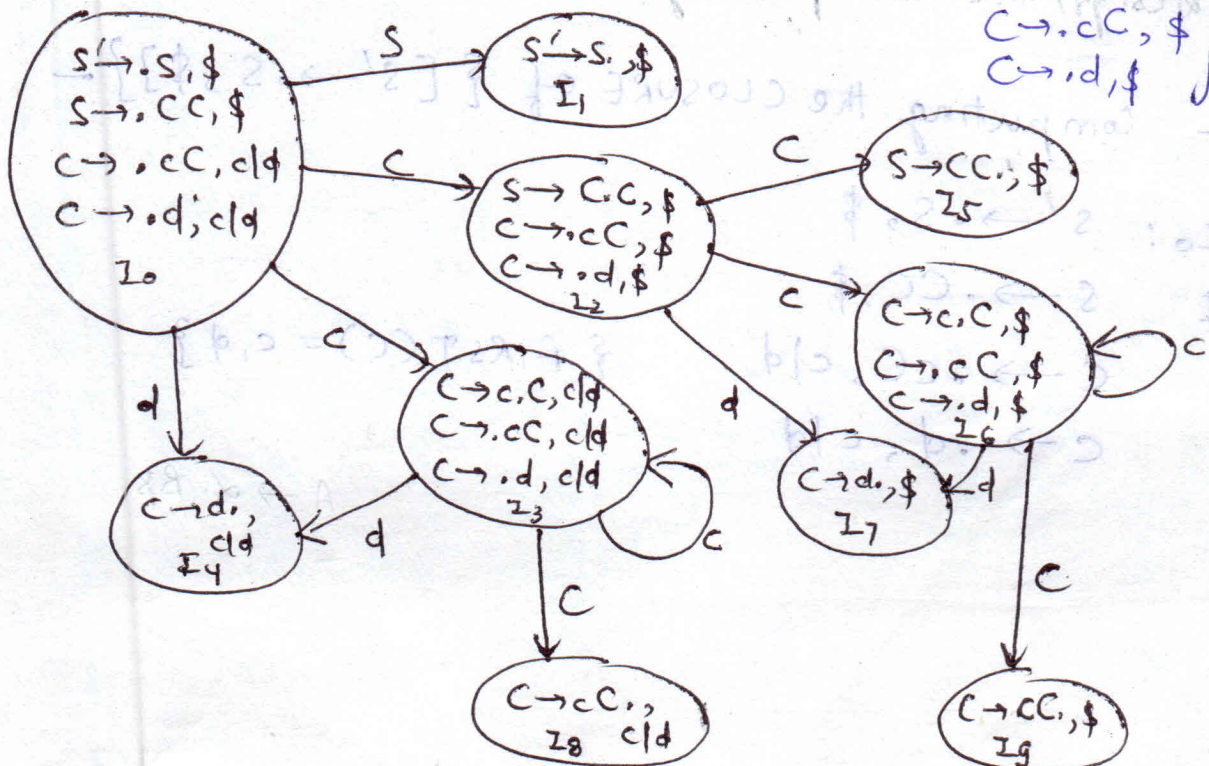 C→.cC, $
C→.d, $
S'→.S, $
S→.CC, $
C→.cC, c|d
C→.d, c|d
I0
S
S'→S., $
I1
C
S→C.C, $
C→.cC, $
C→.d, $
I2
C
S→CC., $
I5
c
C→c.C, $
C→.cC, $
C→.d, $
I6
c
c
C→c.C, c|d
C→.cC, c|d
C→.d, c|d
I3
c
d
C→d.,
c|d
I4
d
d
C→d., $
I7
d
C
C→cC.,
I8 c|d
C
C→cC., $
I9